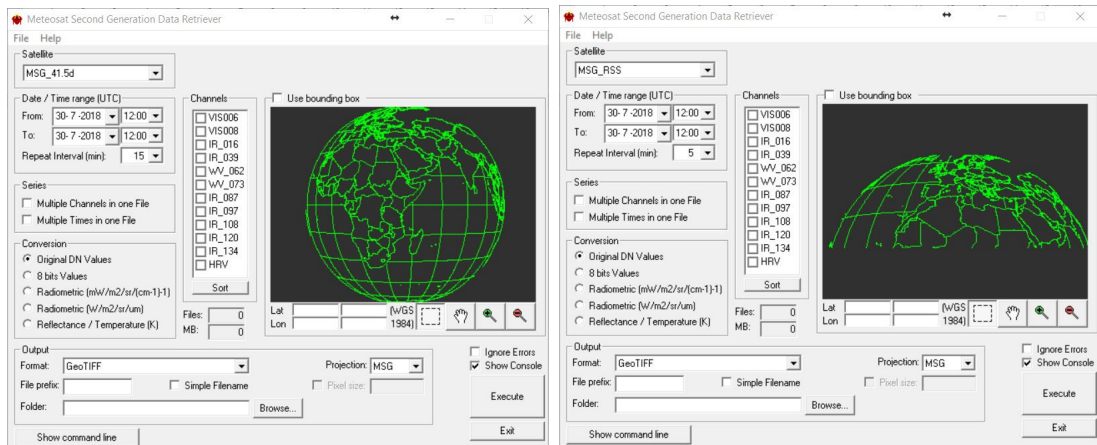 Meteosat Second Generation Data Retriever
File Help
Satellite
MSG_41.5d
Date / Time range (UTC)
From: 30- 7 -2018 12:00
To: 30- 7 -2018 12:00
Repeat Interval (min): 15
Series
Multiple Channels in one File
Multiple Times in one File
Conversion
Original DN Values
8 bits Values
Radiometric (mW/m2/sr/(cm-1)-1)
Radiometric (W/m2/sr/um)
Reflectance / Temperature (K)
Channels
VIS006
VIS008
IR_016
IR_039
WV_062
WV_073
IR_087
IR_097
IR_108
IR_120
IR_134
HRV
Sort
Files: 0
MB: 0
Use bounding box
Lat
Lon
(WGS
1984)
Output
Format: GeoTIFF
Projection: MSG
File prefix:
Simple Filename
Pixel size:
Folder:
Browse...
Ignore Errors
Show Console
Execute
Exit
Show command line
Meteosat Second Generation Data Retriever
File Help
Satellite
MSG_RSS
Date / Time range (UTC)
From: 30- 7 -2018 12:00
To: 30- 7 -2018 12:00
Repeat Interval (min): 5
Series
Multiple Channels in one File
Multiple Times in one File
Conversion
Original DN Values
8 bits Values
Radiometric (mW/m2/sr/(cm-1)-1)
Radiometric (W/m2/sr/um)
Reflectance / Temperature (K)
Channels
VIS006
VIS008
IR_016
IR_039
WV_062
WV_073
IR_087
IR_097
IR_108
IR_120
IR_134
HRV
Sort
Files: 0
MB: 0
Use bounding box
Lat
Lon
(WGS
1984)
Output
Format: GeoTIFF
Projection: MSG
File prefix:
Simple Filename
Pixel size:
Folder:
Browse...
Ignore Errors
Show Console
Execute
Exit
Show command line